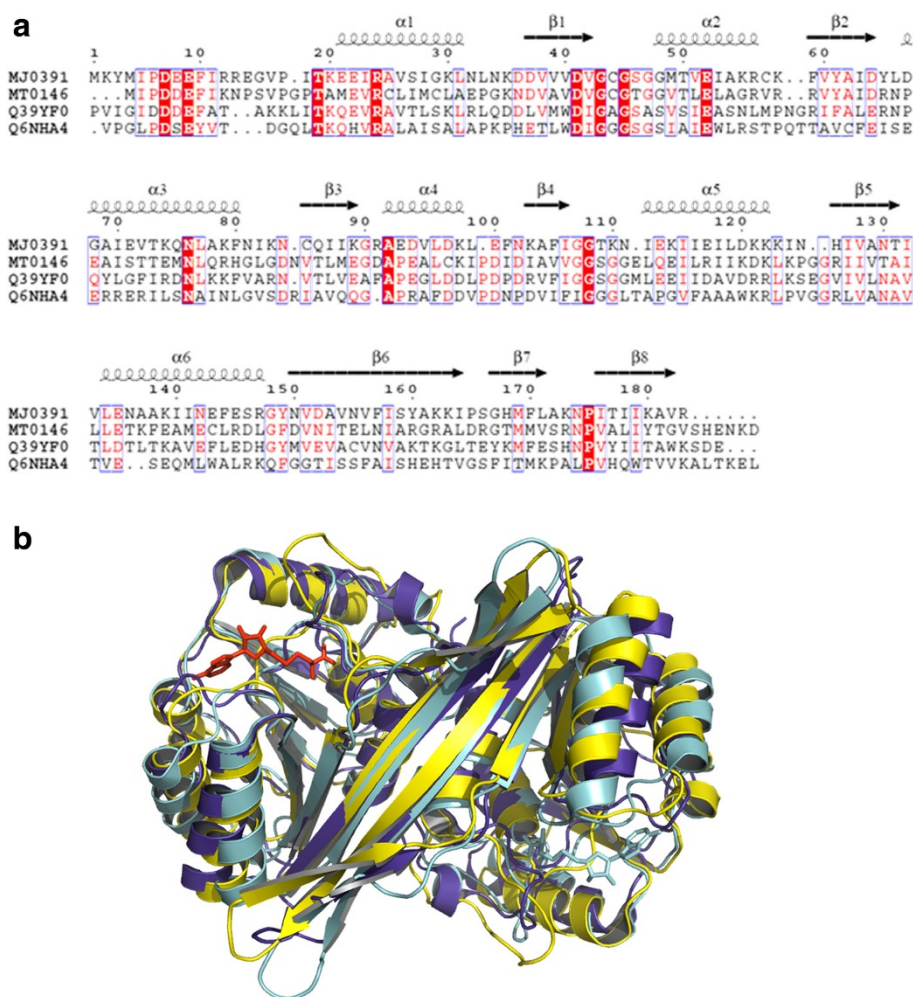 a
α1 β1 α2 β2
1 10 20 30 40 50 60
MJ0391 MKYMIPDEEFIRREGVP.ITKEEIRAVSIGKLNLNKDDVVVDVGCGSGGMTVEIAKRCK..FVYAIDYLD
MT0146 ...MIPDDEFIKNPSVPGPTAMEVRCLIMCLAEPGKNDVAVDVGCGTGGVTLELAGRVR..RVYAIDRNP
Q39YF0 PVIGIDDDEFAT..AKKLITKQEVRAVTLSKLRLQDDLVMWDIGAGSASVSIEASNLMPNGRIFALERNP
Q6NHA4 ..VPGLPDSEYVT...DGQLTKQHVRALAISALAPKPHETLWDIGGGSGSIAIEWLRSTPQTTAVCFEISE
α3 β3 α4 β4 α5 β5
70 80 90 100 110 120 130
MJ0391 GAIEVTKQNLAKFNIKN.CQIIKGRAEDVLDKL.EFNKAFIGGTKN.IEKIIEILDKKKIN..HIVANTI
MT0146 EAISTTEMNLQRHGLGDNVTLMEGDAPEALCKIPDIDIAVVGGSGGELQEILRIIKDKLKPGGRIIVTAI
Q39YF0 QYLGFIRDNLKKFVARNVTLVEAFAPEGLDDLPDPDRVFIGGSGGMLEEIIDAVDRRLKSEGVIVLNAV
Q6NHA4 ERRERILSNAINLGVSDRIAVQQG.APRAFDDVPDNPDVIFIGGGLTAPGVFAAAWKRLPVGGRLVANAV
α6 β6 β7 β8
140 150 160 170 180
MJ0391 VLENAAKIINEFESRGYNVDAVNVFISYAKKIPSGHMFLAKNPITIIKAVR......
MT0146 LLETKFEAMECLRDLGFDVNITELNIARGRALDRGTMMVSRNPVALIYTGVSHENKD
Q39YF0 TLDTLTKAVEFLEDHGYMVEVACVNVAKTKGLTEYKMFESHNPVYIITAWKSDE...
Q6NHA4 TVE..SEQMLWALRKQFGGTISSFAISHEHTVGSFITMKPALPVHQWTVVKALTKEL
b